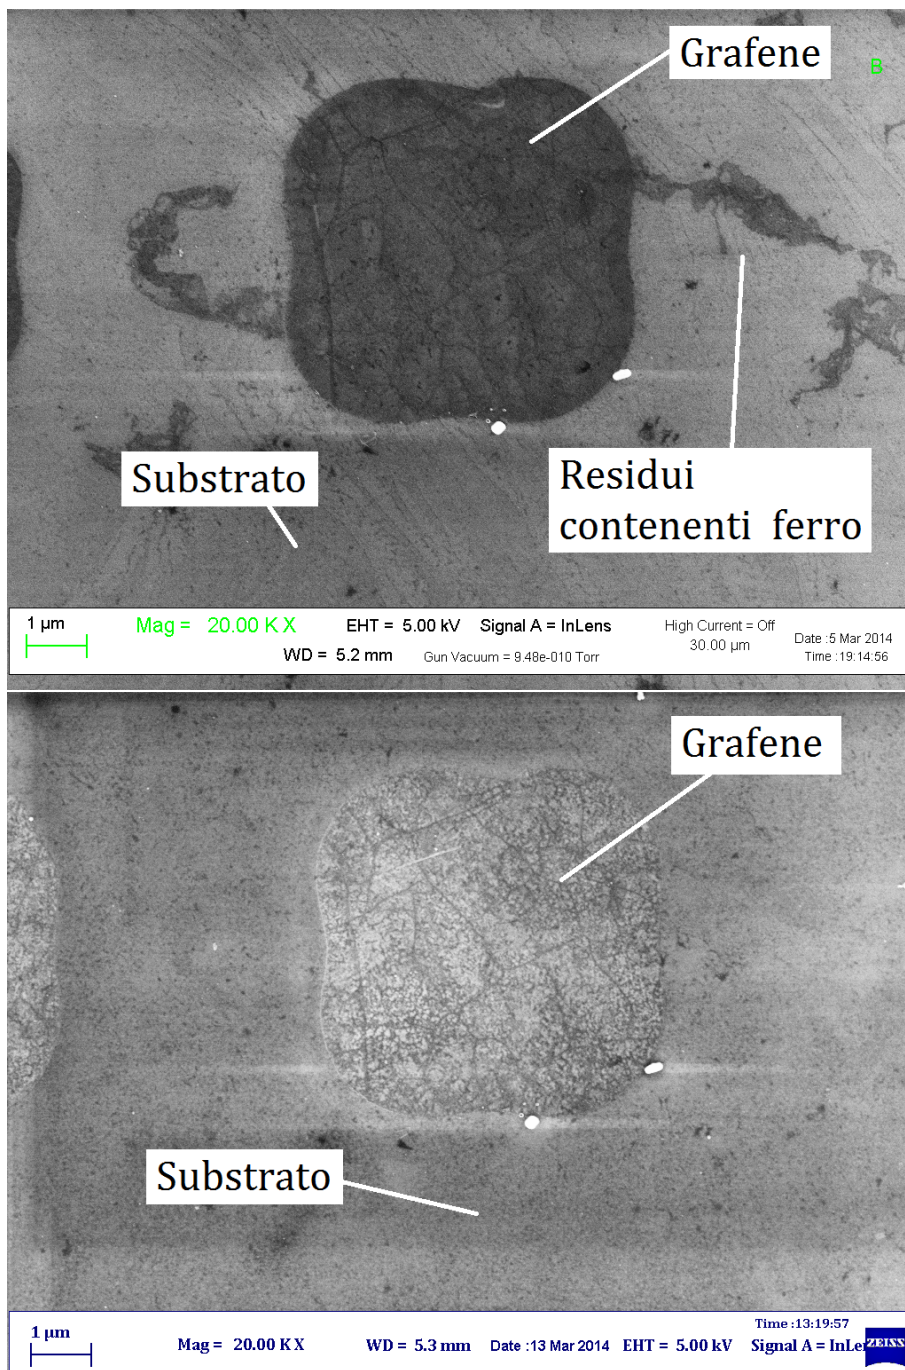 Grafene
B
Substrato
Residui
contenenti ferro
1 µm
Mag = 20.00 K X
EHT = 5.00 kV
Signal A = InLens
High Current = Off
30.00 µm
Date :5 Mar 2014
Time :19:14:56
WD = 5.2 mm
Gun Vacuum = 9.48e-010 Torr
Grafene
Substrato
1 µm
Mag = 20.00 K X
WD = 5.3 mm
Date :13 Mar 2014
EHT = 5.00 kV
Time :13:19:57
Signal A = InLe
ZEISS